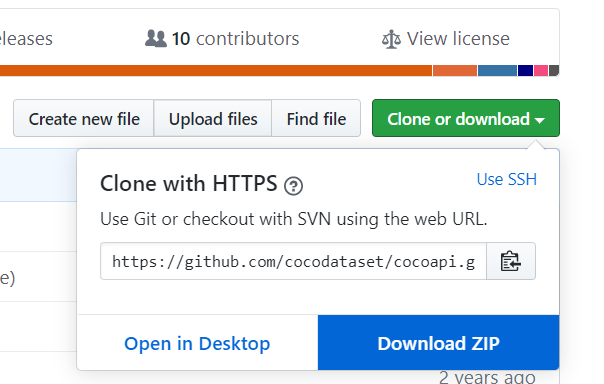 eleases 10 contributors View license
Create new file Upload files Find file Clone or download
Clone with HTTPS ? Use SSH
Use Git or checkout with SVN using the web URL.
https://github.com/cocodataset/cocoapi.g
e)
Open in Desktop Download ZIP
2 years ago